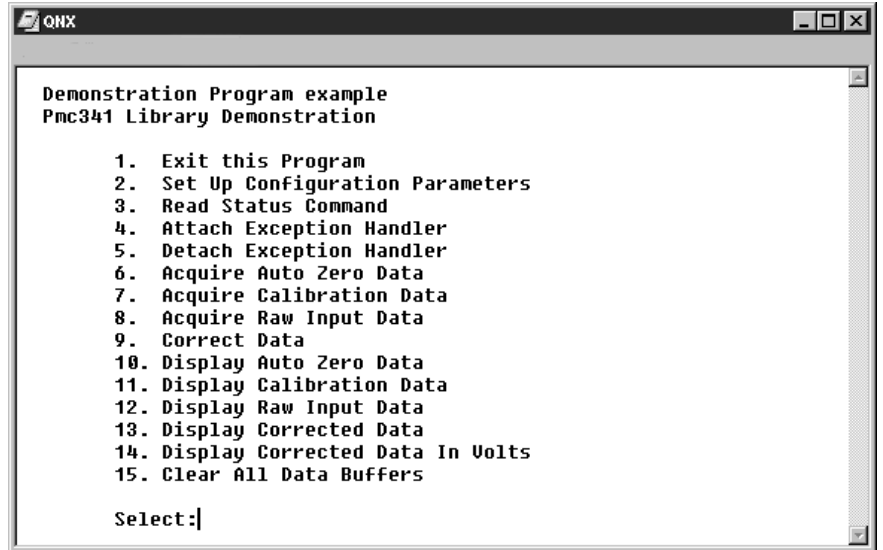 QNX
Demonstration Program example
Pmc341 Library Demonstration
1. Exit this Program
2. Set Up Configuration Parameters
3. Read Status Command
4. Attach Exception Handler
5. Detach Exception Handler
6. Acquire Auto Zero Data
7. Acquire Calibration Data
8. Acquire Raw Input Data
9. Correct Data
10. Display Auto Zero Data
11. Display Calibration Data
12. Display Raw Input Data
13. Display Corrected Data
14. Display Corrected Data In Volts
15. Clear All Data Buffers
Select: